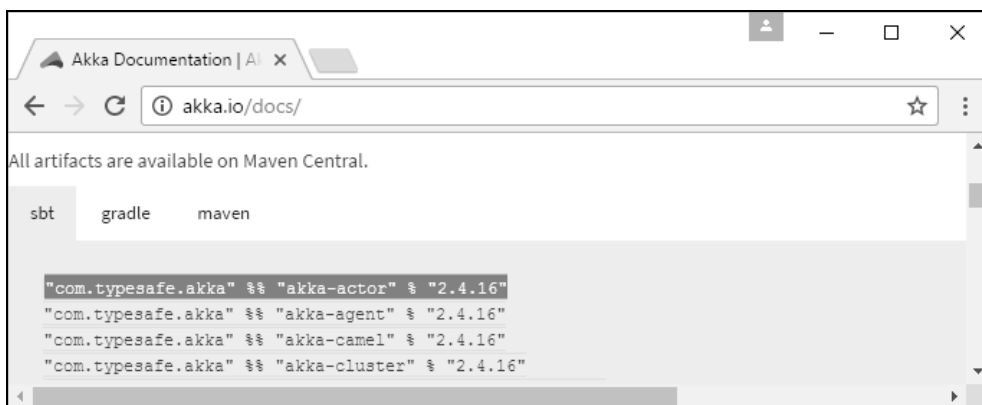 Akka Documentation | Ak
akka.io/docs/
All artifacts are available on Maven Central.
sbt gradle maven
"com.typesafe.akka" %% "akka-actor" % "2.4.16"
"com.typesafe.akka" %% "akka-agent" % "2.4.16"
"com.typesafe.akka" %% "akka-camel" % "2.4.16"
"com.typesafe.akka" %% "akka-cluster" % "2.4.16"